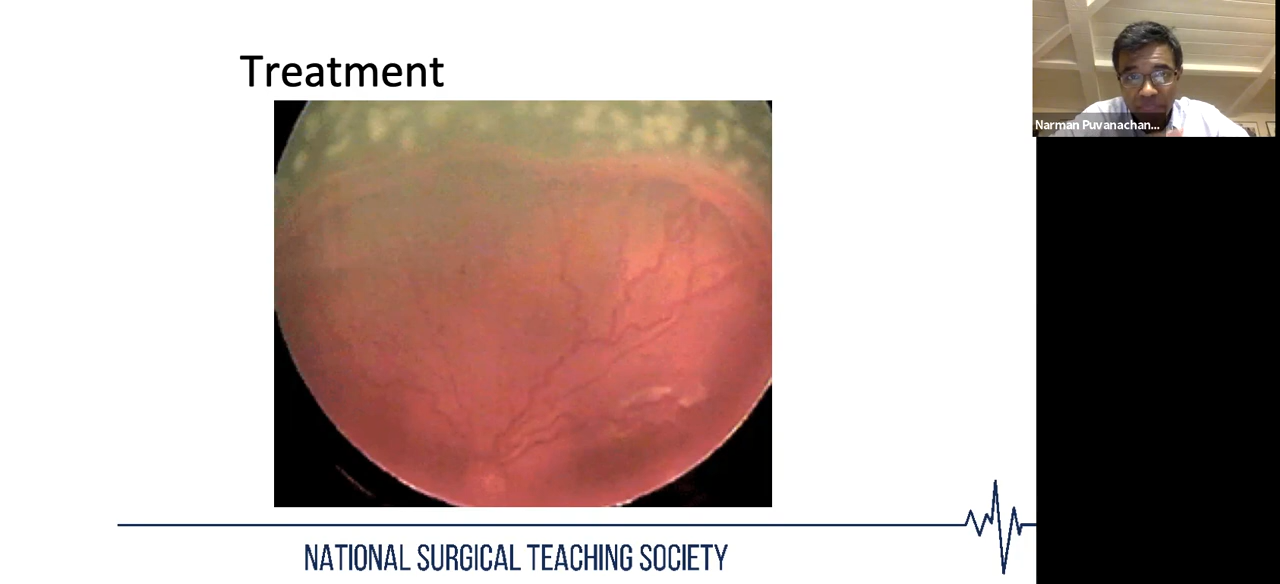 Treatment
Narman Puvanachan...
NATIONAL SURGICAL TEACHING SOCIETY